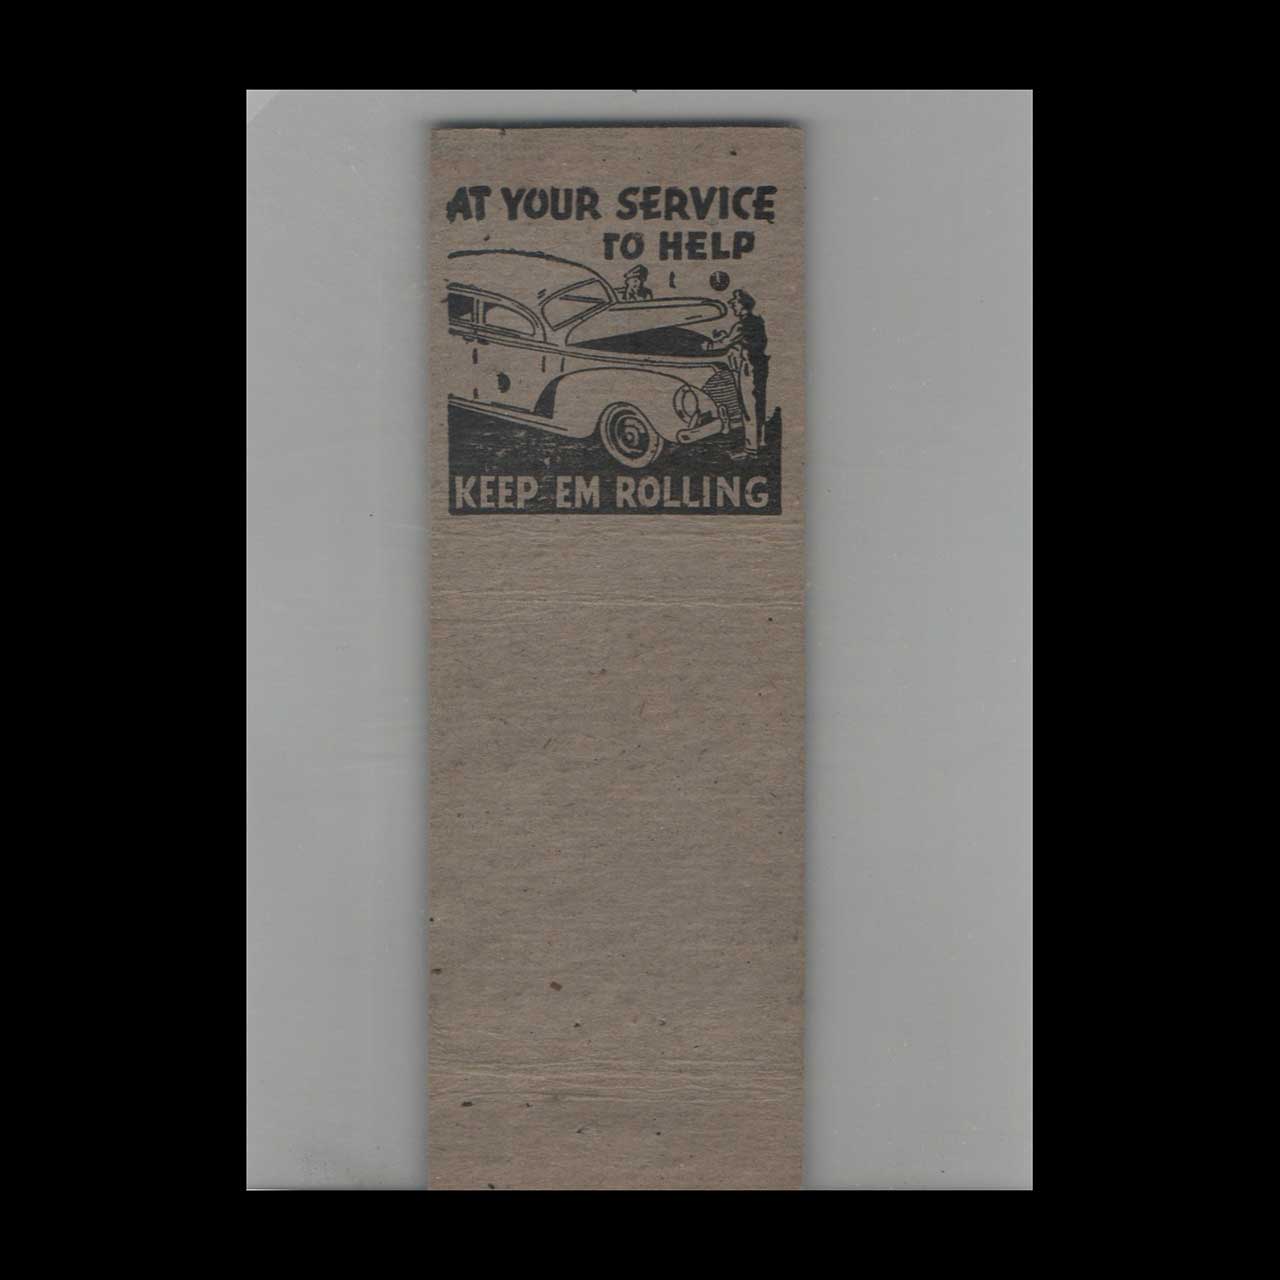 AT YOUR SERVICE
TO HELP
KEEP EM ROLLING